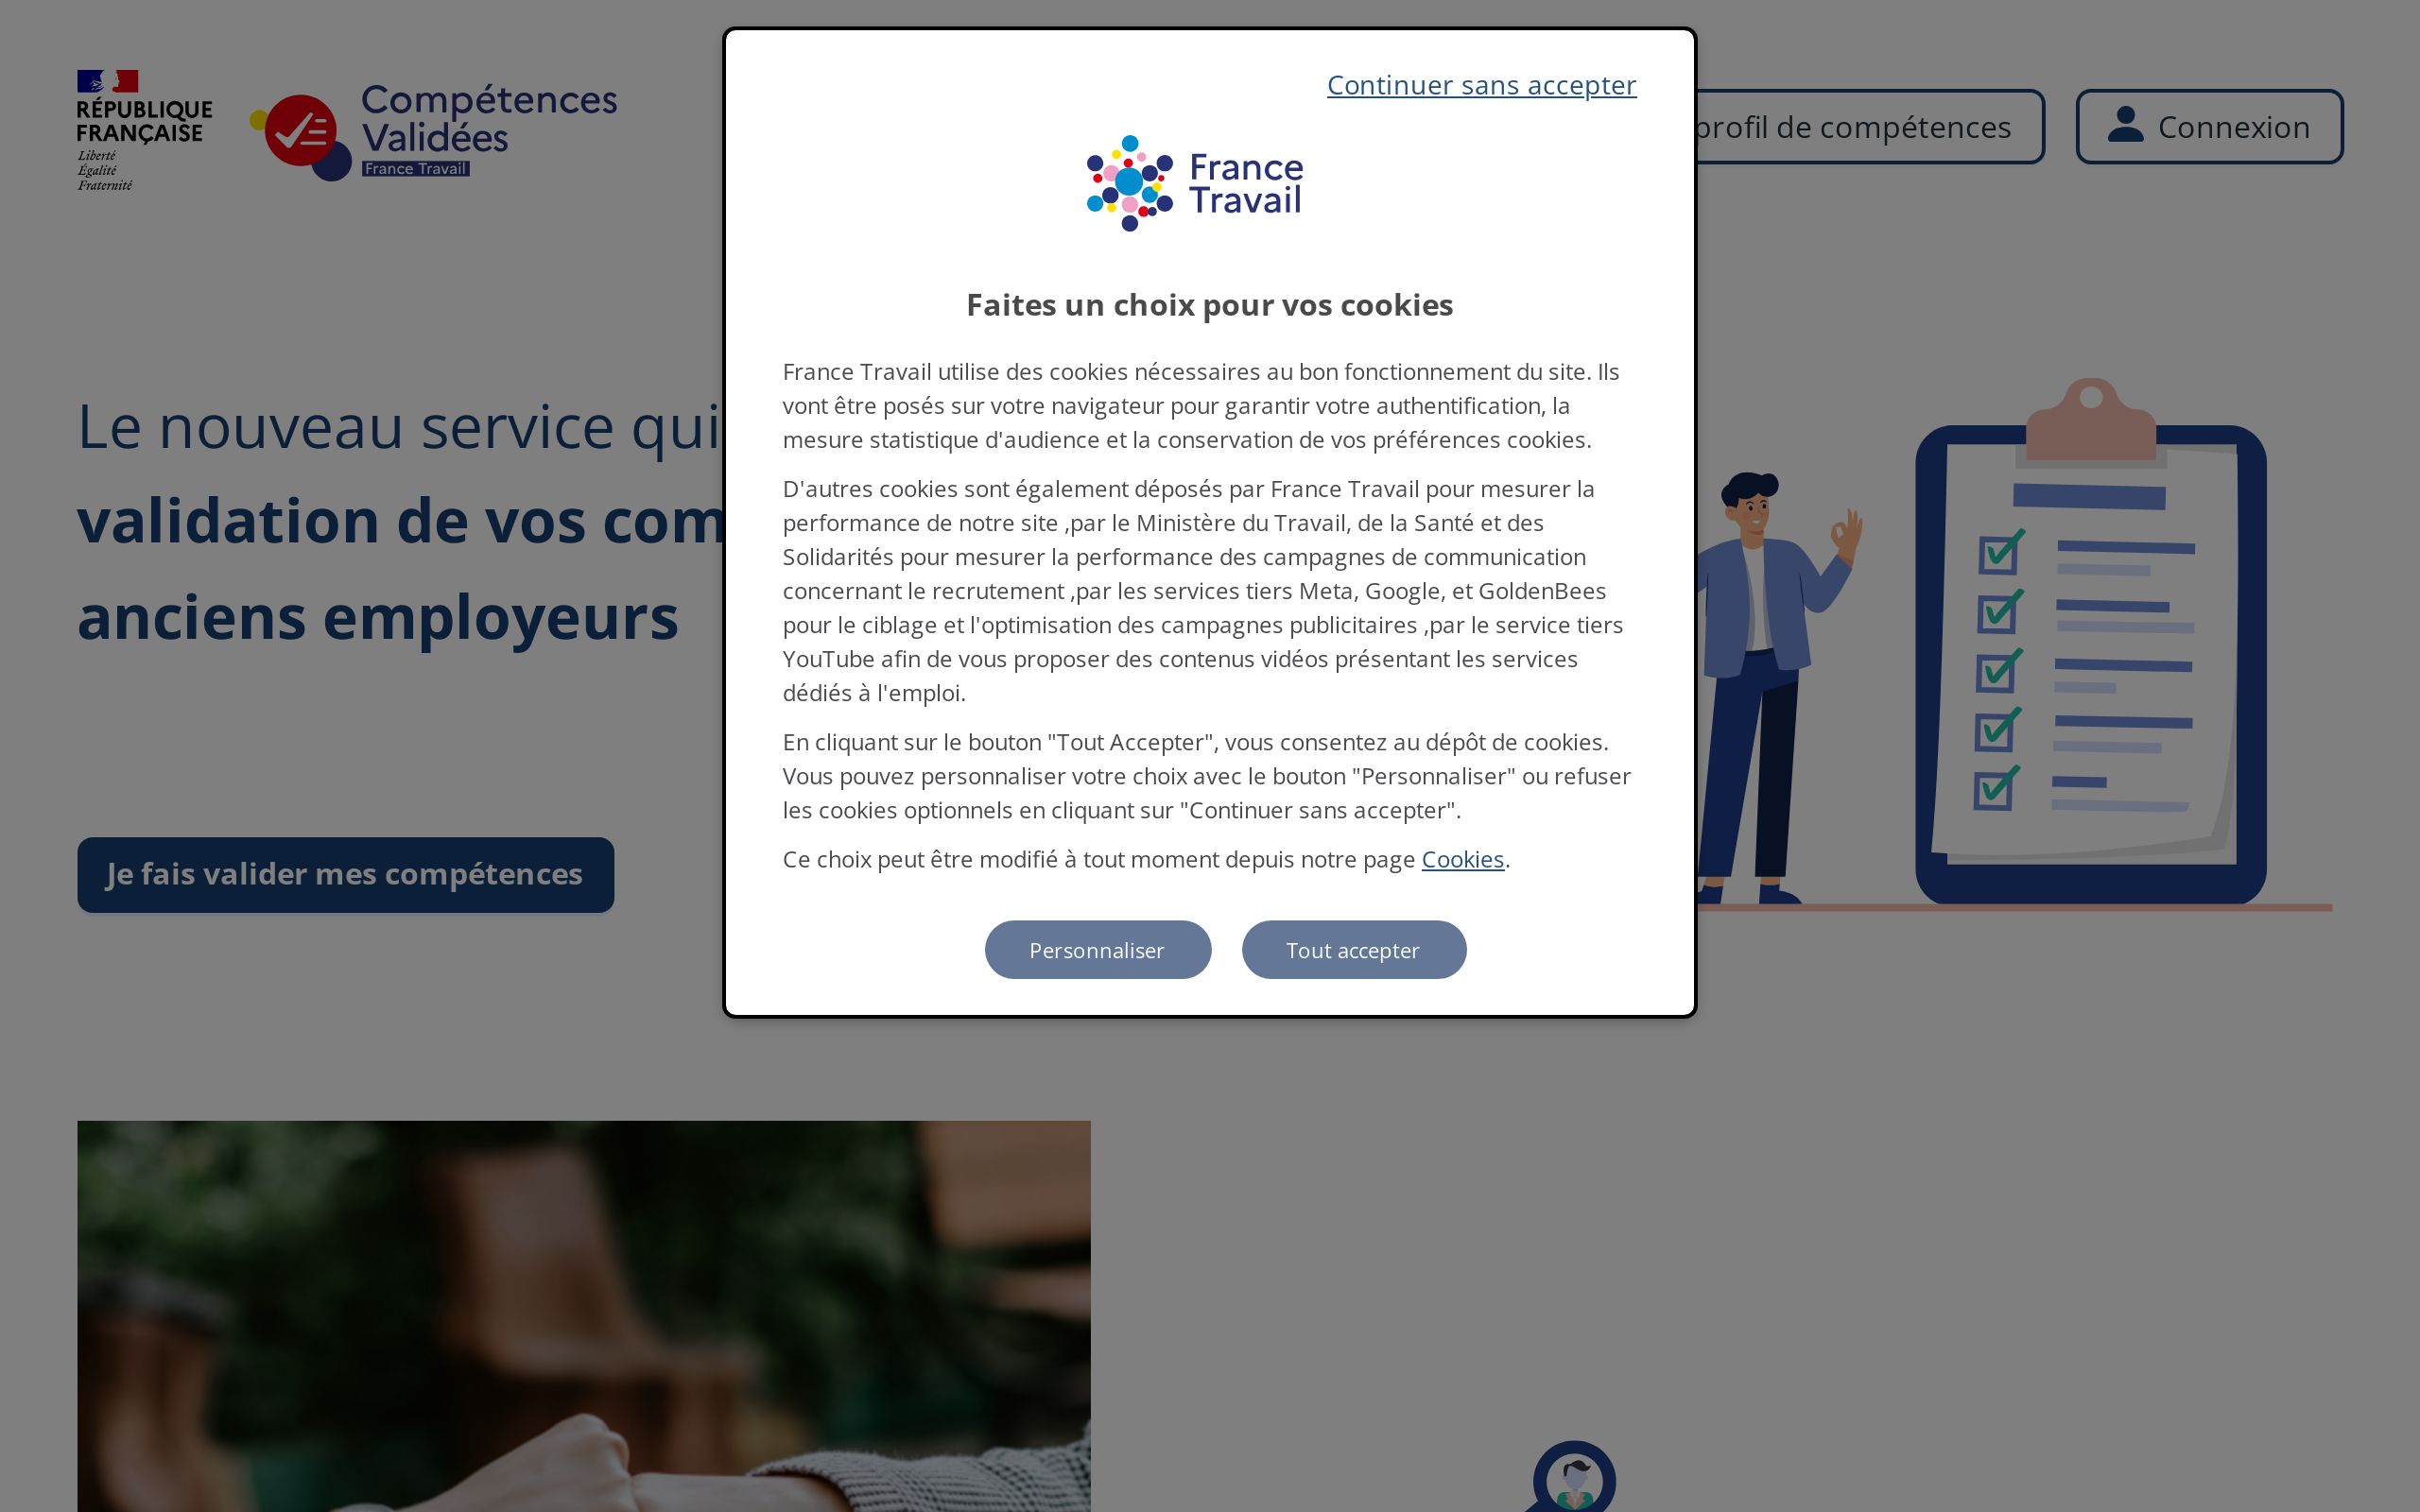 RÉPUBLIQUE
FRANÇAISE
Liberté
Égalité
Fraternité
Compétences
Validées
France Travail
profil de compétences
Connexion
Le nouveau service qui
validation de vos com
anciens employeurs
Je fais valider mes compétences
Continuer sans accepter
France
Travail
Faites un choix pour vos cookies
France Travail utilise des cookies nécessaires au bon fonctionnement du site. Ils
vont être posés sur votre navigateur pour garantir votre authentification, la
mesure statistique d'audience et la conservation de vos préférences cookies.
D'autres cookies sont également déposés par France Travail pour mesurer la
performance de notre site ,par le Ministère du Travail, de la Santé et des
Solidarités pour mesurer la performance des campagnes de communication
concernant le recrutement ,par les services tiers Meta, Google, et GoldenBees
pour le ciblage et l'optimisation des campagnes publicitaires ,par le service tiers
YouTube afin de vous proposer des contenus vidéos présentant les services
dédiés à l'emploi.
En cliquant sur le bouton "Tout Accepter", vous consentez au dépôt de cookies.
Vous pouvez personnaliser votre choix avec le bouton "Personnaliser" ou refuser
les cookies optionnels en cliquant sur "Continuer sans accepter".
Ce choix peut être modifié à tout moment depuis notre page Cookies.
Personnaliser
Tout accepter